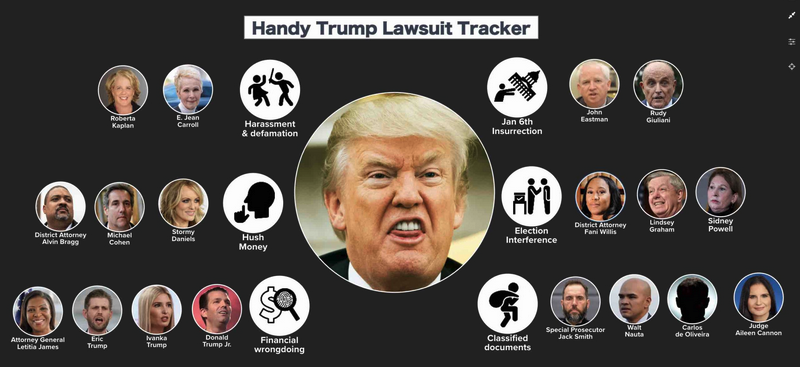 Handy Trump Lawsuit Tracker
Roberta
Kaplan
E. Jean
Carroll
Harassment
& defamation
Jan 6th
Insurrection
John
Eastman
Rudy
Giuliani
District Attorney
Alvin Bragg
Michael
Cohen
Stormy
Daniels
Hush
Money
Election
Interference
District Attorney
Fani Willis
Lindsey
Graham
Sidney
Powell
Attorney General
Letitia James
Eric
Trump
Ivanka
Trump
Donald
Trump Jr.
Financial
wrongdoing
Classified
documents
Special Prosecutor
Jack Smith
Walt
Nauta
Carlos
de Oliveira
Judge
Aileen Cannon